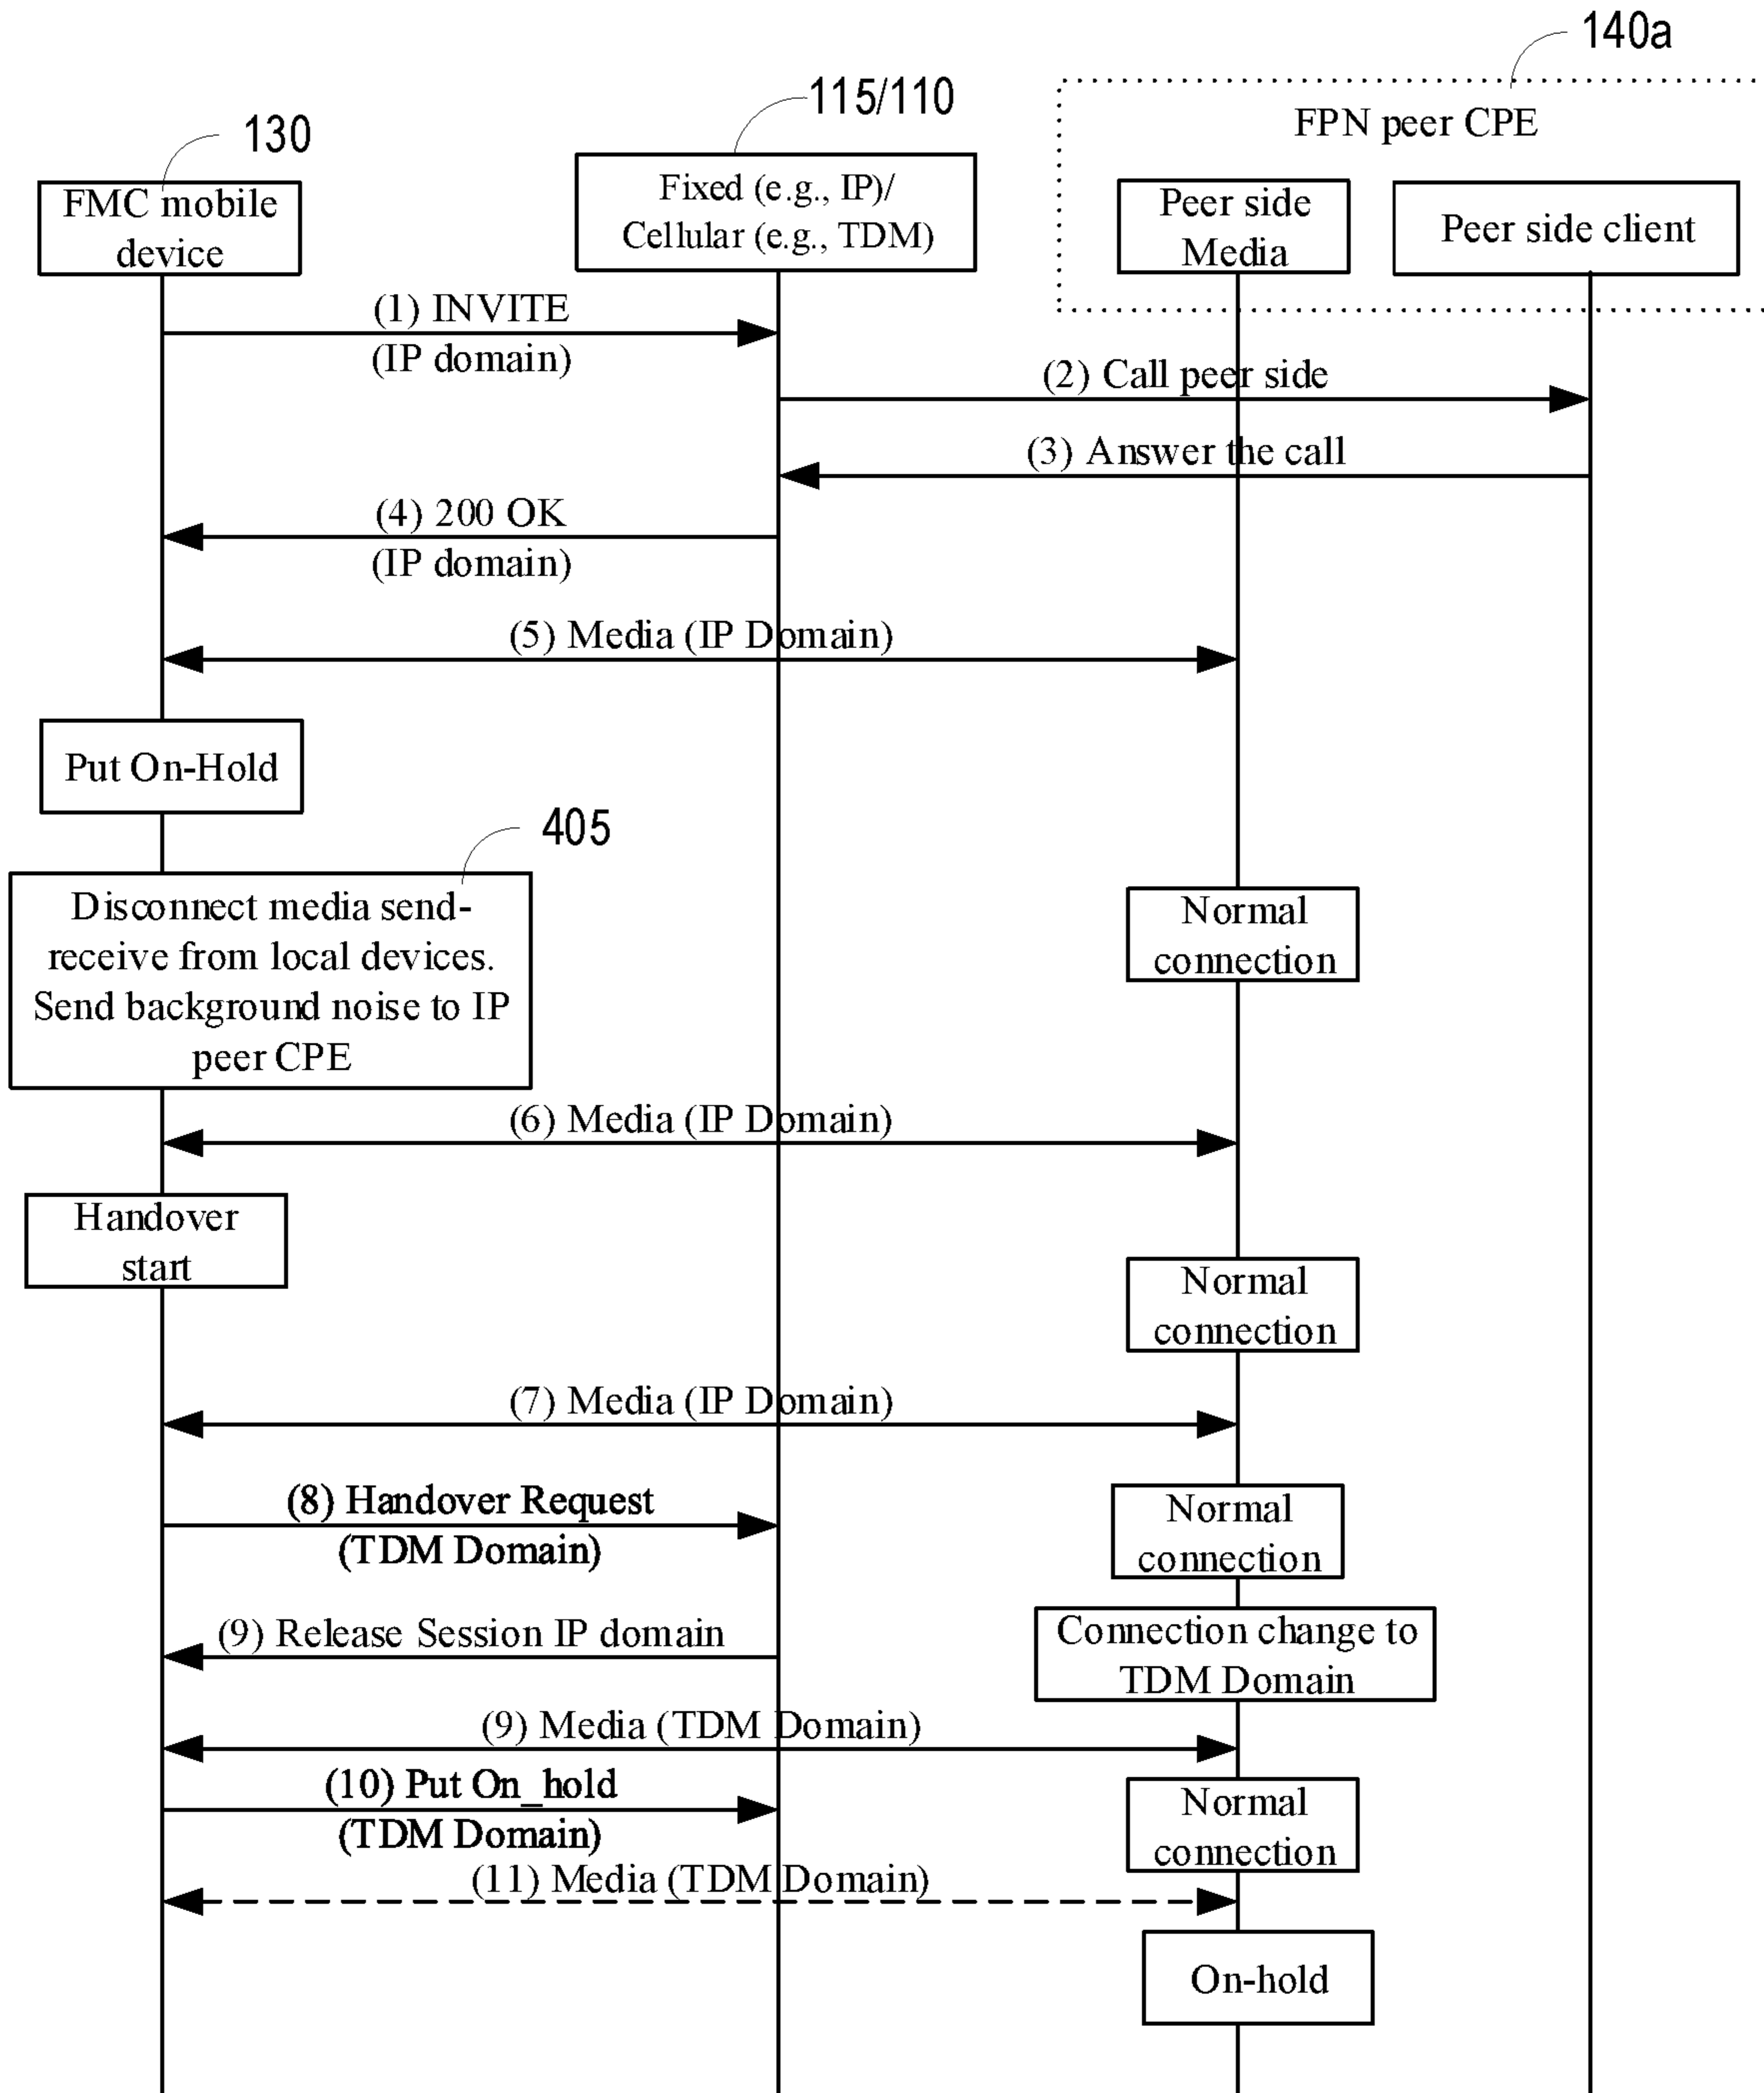 140a
115/110
130
FPN peer CPE
FMC mobile
device
Fixed (e.g., IP)/
Cellular (e.g., TDM)
Peer side
Media
Peer side client
(1) INVITE
(IP domain)
(2) Call peer side
(3) Answer the call
(4) 200 OK
(IP domain)
(5) Media (IP Domain)
Put On-Hold
405
Disconnect media send-
receive from local devices.
Send background noise to IP
peer CPE
Normal
connection
(6) Media (IP Domain)
Handover
start
Normal
connection
(7) Media (IP Domain)
(8) Handover Request
(TDM Domain)
Normal
connection
(9) Release Session IP domain
Connection change to
TDM Domain
(9) Media (TDM Domain)
(10) Put On_hold
(TDM Domain)
Normal
connection
(11) Media (TDM Domain)
On-hold